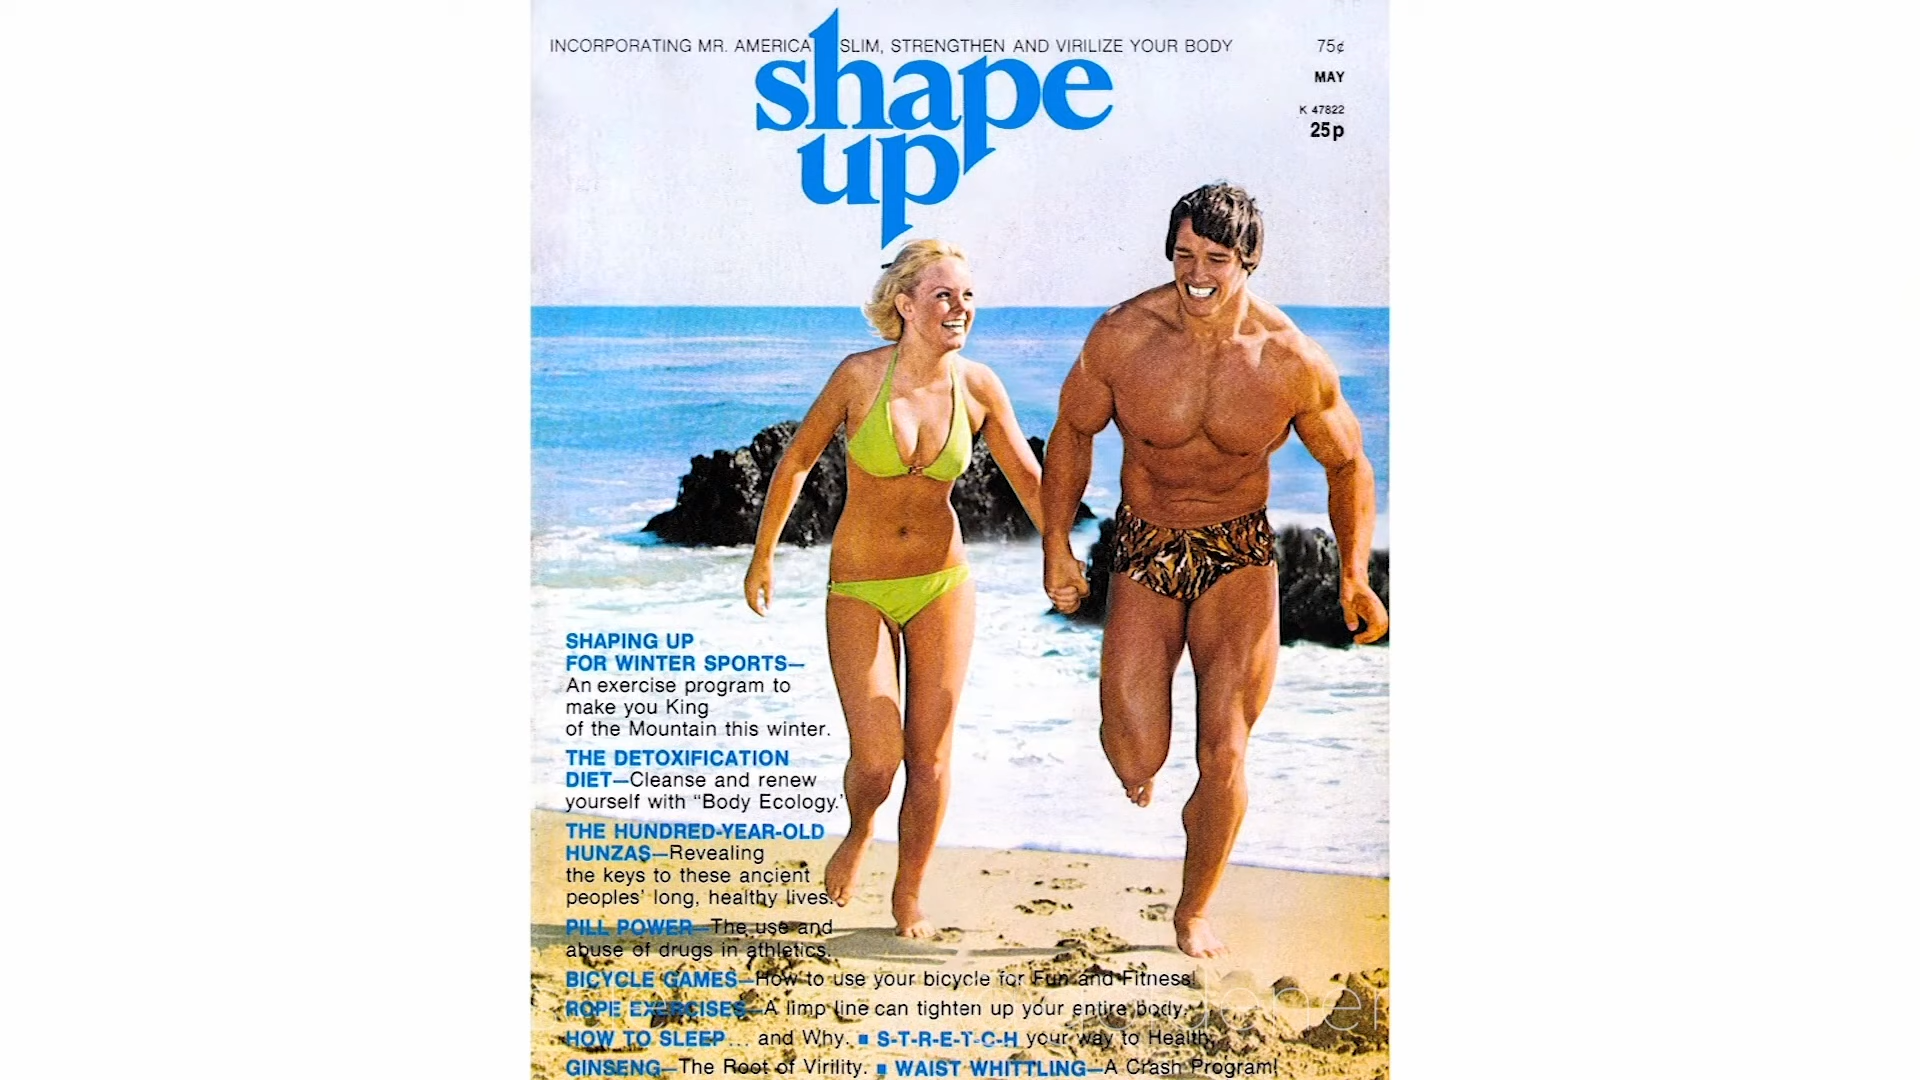 INCORPORATING MR. AMERICA SLIM, STRENGTHEN AND VIRILIZE YOUR BODY
75¢
shape
up
MAY
K 47822
25p
SHAPING UP
FOR WINTER SPORTS—
An exercise program to
make you King
of the Mountain this winter.
THE DETOXIFICATION
DIET—Cleanse and renew
yourself with “Body Ecology.”
THE HUNDRED-YEAR-OLD
HUNZAS—Revealing
the keys to these ancient
peoples’ long, healthy lives.
PILL POWER—The use and
abuse of drugs in athletics.
BICYCLE GAMES—How to use your bicycle for Fun and Fitness!
ROPE EXERCISES—A limp line can tighten up your entire body.
HOW TO SLEEP... and Why. ■ S-T-R-E-T-C-H your way to Health.
GINSENG—The Root of Virility. ■ WAIST WHITTLING—A Crash Program!